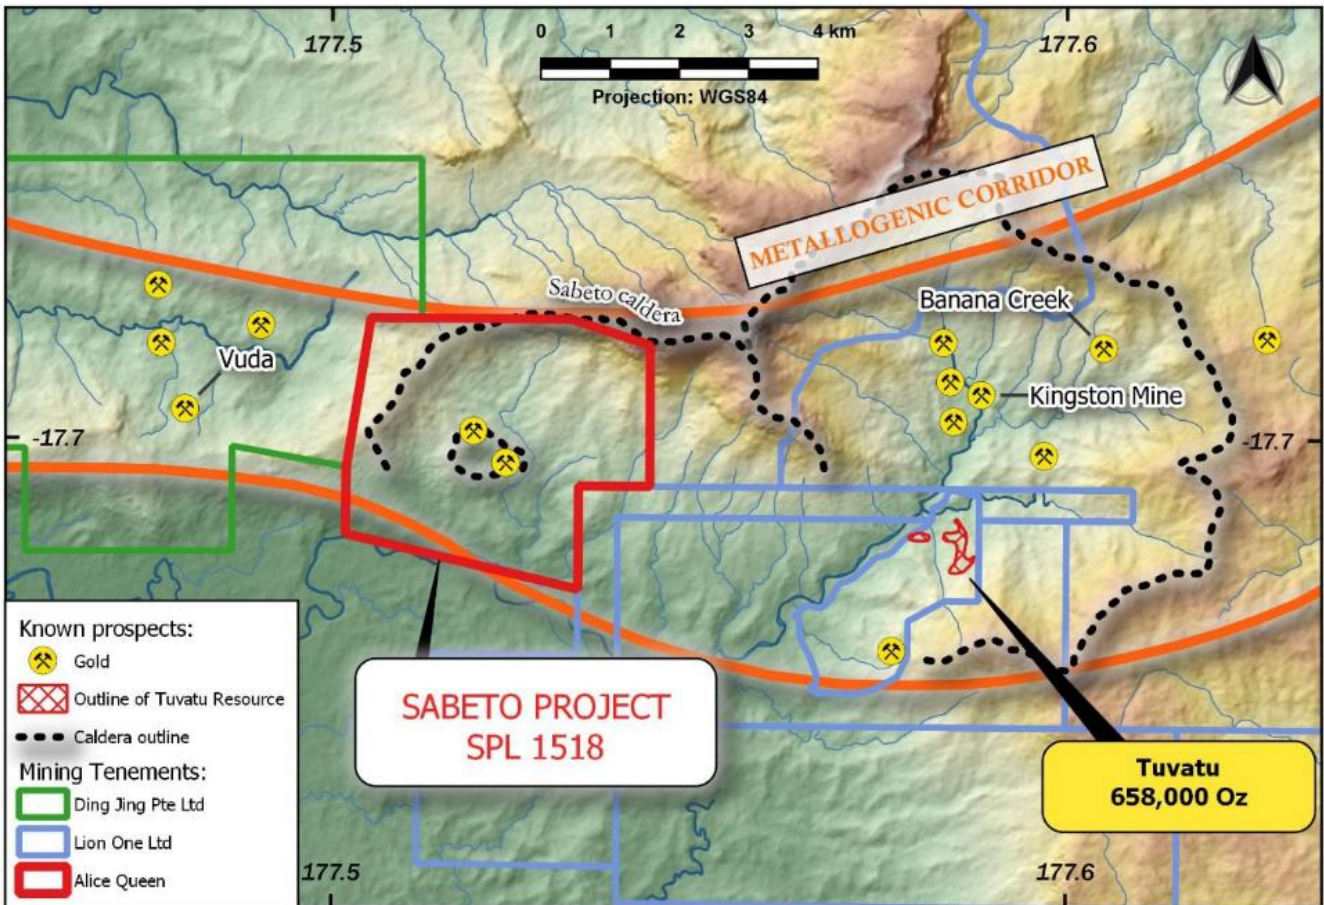 177.5
0 1 2 3 4 km
Projection: WGS84
177.6
METALLOGENIC CORRIDOR
Sabeto caldera
Banana Creek
Vuda
Kingston Mine
-17.7
-17.7
Known prospects:
Gold
Outline of Tuvatu Resource
Caldera outline
Mining Tenements:
Ding Jing Pte Ltd
Lion One Ltd
Alice Queen
SABETO PROJECT
SPL 1518
Tuvatu
658,000 Oz
177.5
177.6